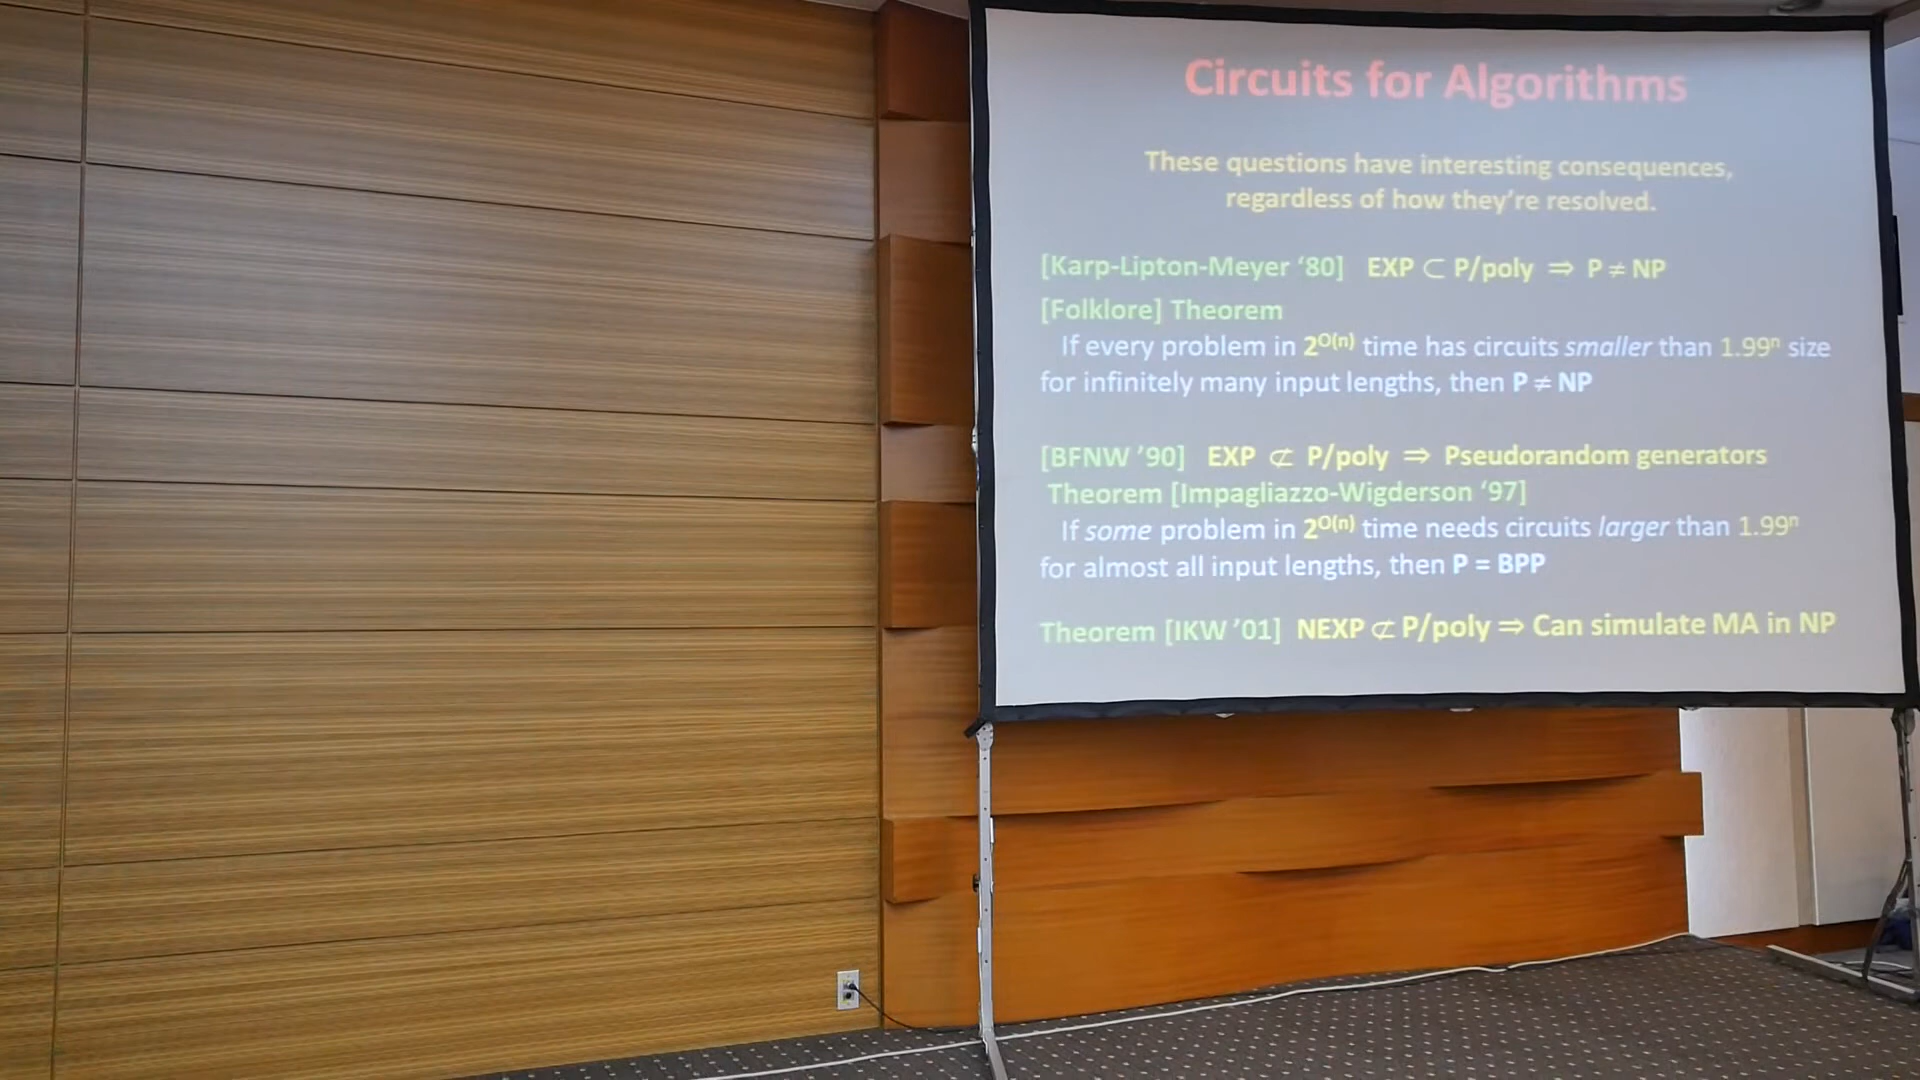 Circuits for Algorithms
These questions have interesting consequences,
regardless of how they're resolved.
[Karp-Lipton-Meyer ‘80] EXP ⊂ P/poly ⇒ P ≠ NP
[Folklore] Theorem
If every problem in 2^O(n) time has circuits smaller than 1.99ⁿ size
for infinitely many input lengths, then P ≠ NP
[BFNW ’90] EXP ⊄ P/poly ⇒ Pseudorandom generators
Theorem [Impagliazzo-Wigderson ‘97]
If some problem in 2^O(n) time needs circuits larger than 1.99ⁿ
for almost all input lengths, then P = BPP
Theorem [IKW ’01] NEXP ⊄ P/poly ⇒ Can simulate MA in NP